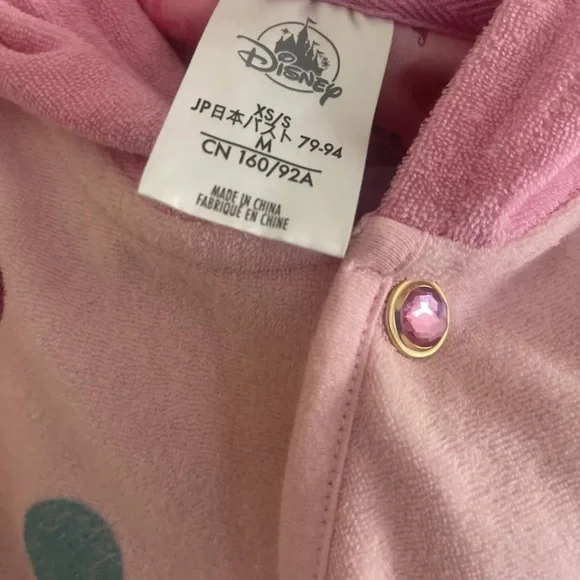 Disney
XS/S
JP日本バスト 79-94
M
CN 160/92A
MADE IN CHINA
FABRIQUÉ EN CHINE